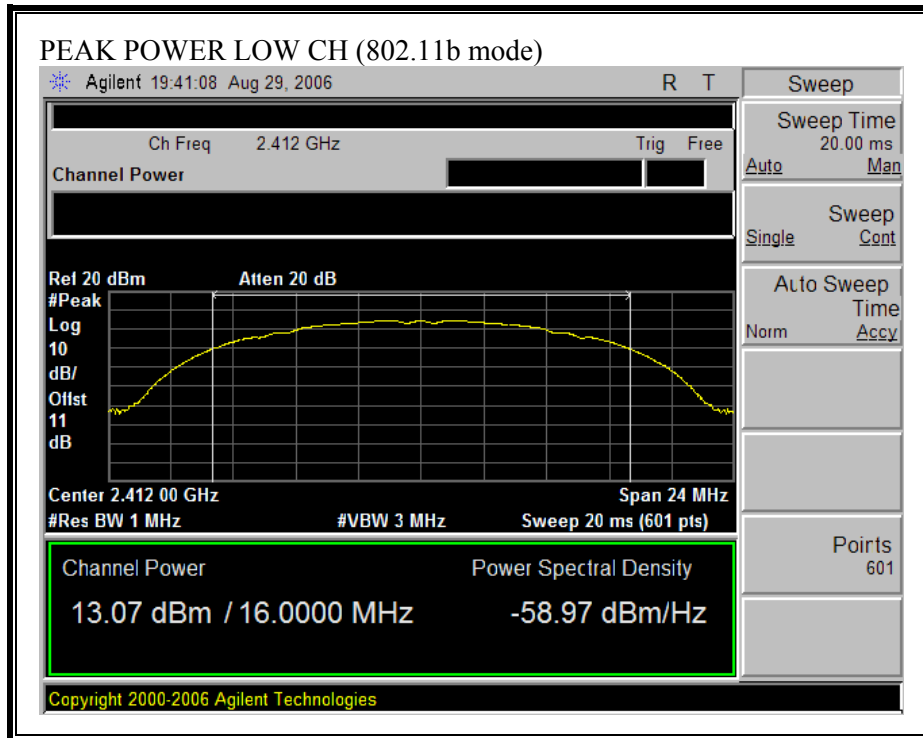 PEAK POWER LOW CH (802.11b mode)
Agilent 19:41:08 Aug 29, 2006 R T
Sweep
Ch Freq 2.412 GHz Trig Free
Channel Power
Sweep Time
20.00 ms
Auto Man
Sweep
Single Cont
Auto Sweep
Time
Norm Accy
Ref 20 dBm Atten 20 dB
#Peak
Log
10
dB/
Offst
11
dB
Center 2.412 00 GHz Span 24 MHz
#Res BW 1 MHz #VBW 3 MHz Sweep 20 ms (601 pts)
Points
601
Channel Power Power Spectral Density
13.07 dBm / 16.0000 MHz -58.97 dBm/Hz
Copyright 2000-2006 Agilent Technologies